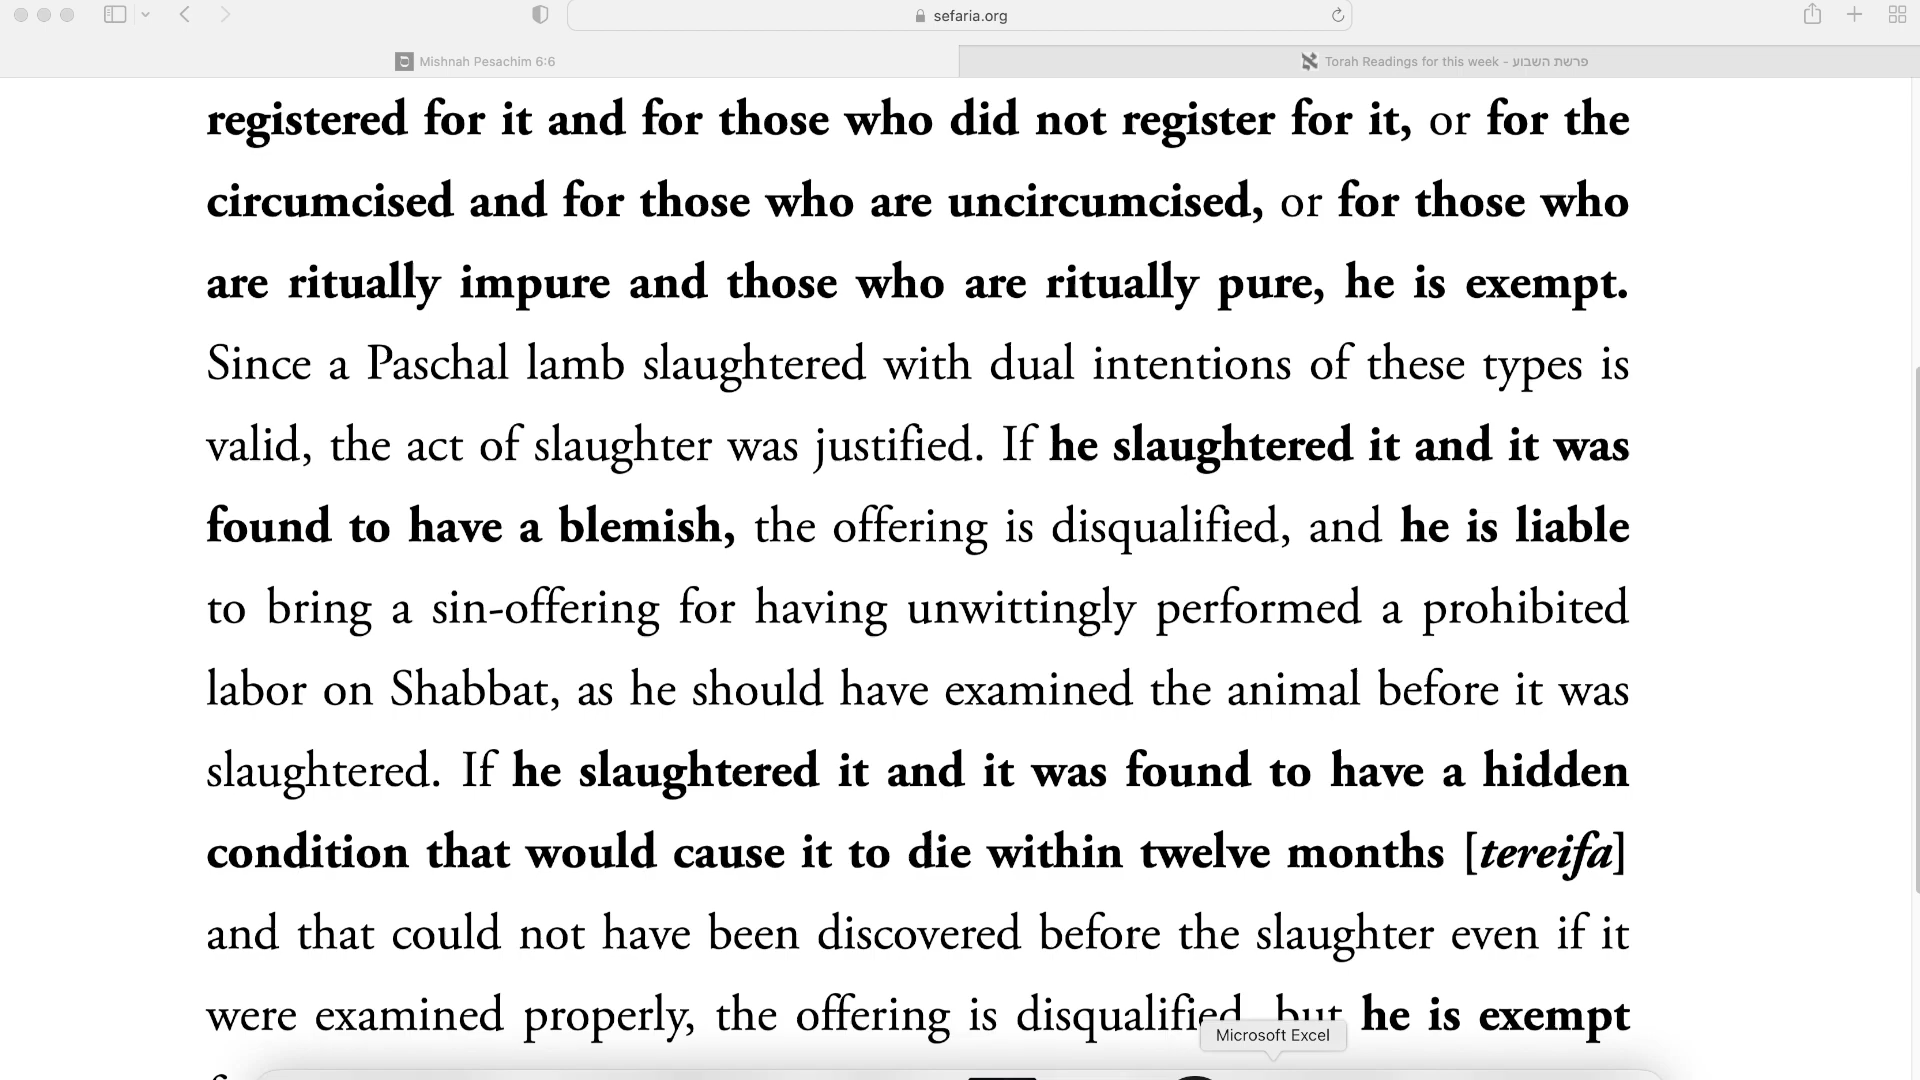 sefaria.org
Mishnah Pesachim 6:6
Torah Readings for this week - פרשת השבוע
registered for it and for those who did not register for it, or for the
circumcised and for those who are uncircumcised, or for those who
are ritually impure and those who are ritually pure, he is exempt.
Since a Paschal lamb slaughtered with dual intentions of these types is
valid, the act of slaughter was justified. If he slaughtered it and it was
found to have a blemish, the offering is disqualified, and he is liable
to bring a sin-offering for having unwittingly performed a prohibited
labor on Shabbat, as he should have examined the animal before it was
slaughtered. If he slaughtered it and it was found to have a hidden
condition that would cause it to die within twelve months [tereifa]
and that could not have been discovered before the slaughter even if it
were examined properly, the offering is disqualified, but he is exempt
Microsoft Excel